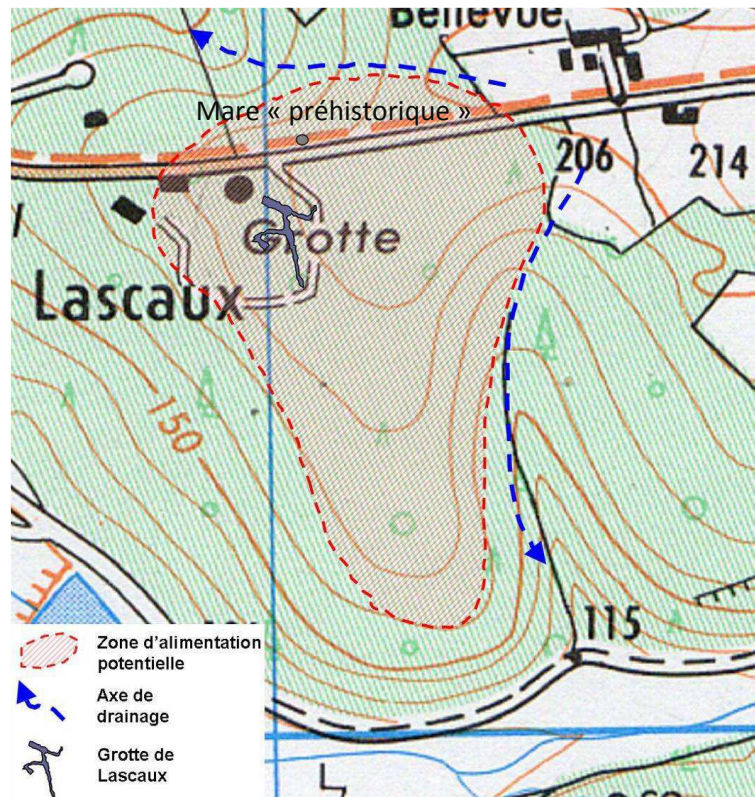 Bellevue
Mare « préhistorique »
206
214
Grotte
Lascaux
150
115
Zone d'alimentation
potentielle
Axe de
drainage
Grotte de
Lascaux